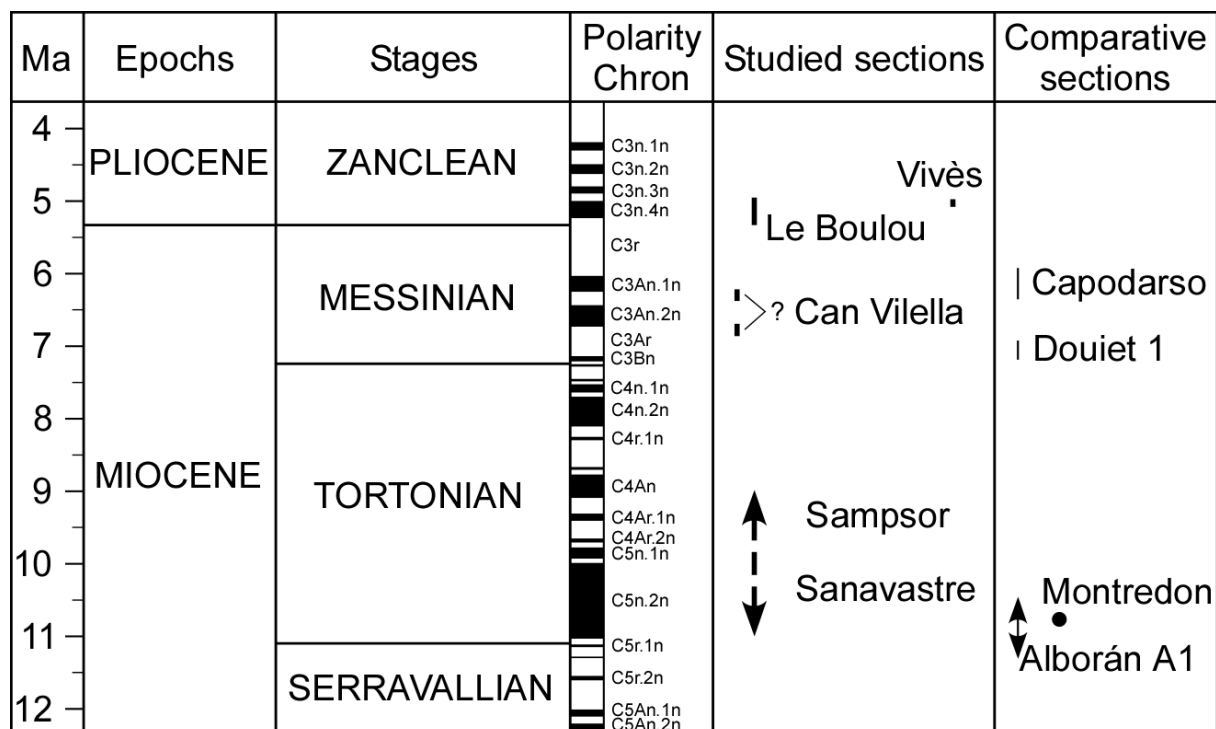 Ma
Epochs
Stages
Polarity
Chron
Studied sections
Comparative
sections
4
5
6
7
8
9
10
11
12
PLIOCENE
MIOCENE
ZANCLEAN
MESSINIAN
TORTONIAN
SERRAVALLIAN
C3n.1n
C3n.2n
C3n.3n
C3n.4n
C3r
C3An.1n
C3An.2n
C3Ar
C3Bn
C4n.1n
C4n.2n
C4r.1n
C4An
C4Ar.1n
C4Ar.2n
C5n.1n
C5n.2n
C5r.1n
C5r.2n
C5An.1n
C5An.2n
Vivès
Le Boulou
? Can Vilella
Sampsor
Sanavastre
Capodarso
Douiet 1
Montredon
Alborán A1